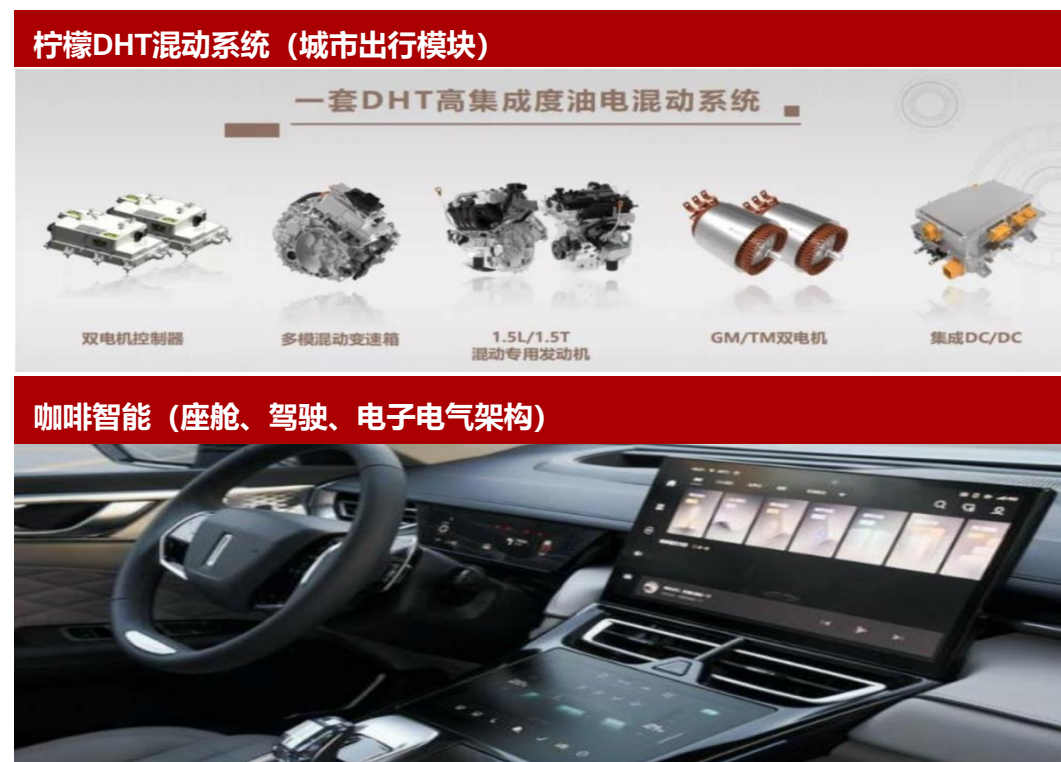 柠檬DHT混动系统（城市出行模块）
一套DHT高集成度油电混动系统
双电机控制器
多模混动变速箱
1.5L/1.5T
混动专用发动机
GM/TM双电机
集成DC/DC
咖啡智能（座舱、驾驶、电子电气架构）